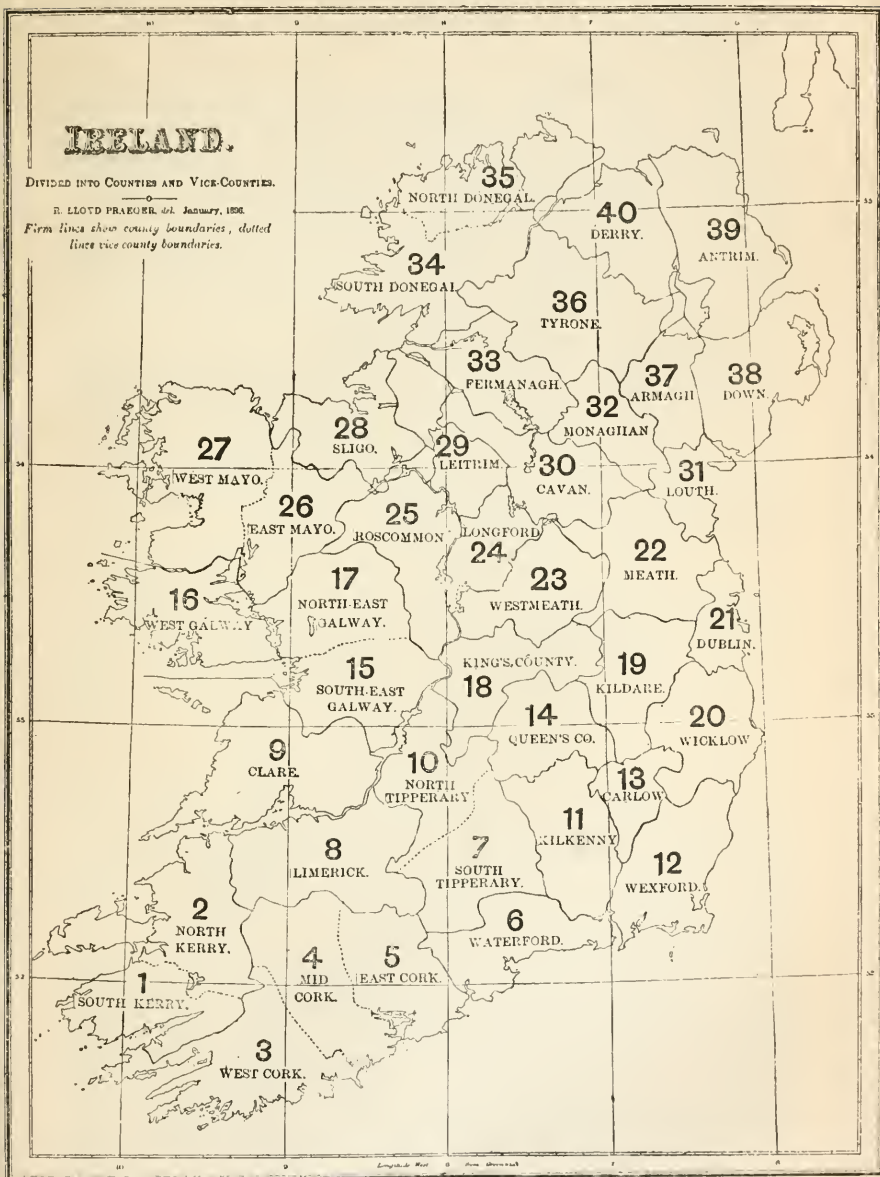 IRELAND.
DIVIDED INTO COUNTIES AND VICE-COUNTIES.
R. LLOYD PRAEGER, del. January, 1896.
Firm lines show county boundaries, dotted
lines vice county boundaries.
35
NORTH DONEGAL.
40
DERRY.
39
ANTRIM.
34
SOUTH DONEGAL
36
TYRONE.
33
FERMANAGH.
37
ARMAGH
38
DOWN.
32
MONAGHAN
28
SLIGO.
27
WEST MAYO.
29
LEITRIM.
30
CAVAN.
31
LOUTH.
26
EAST MAYO.
25
ROSCOMMON
LONGFORD
24
22
MEATH.
17
NORTH-EAST
GALWAY.
23
WESTMEATH.
16
WEST GALWAY
21
DUBLIN.
15
SOUTH-EAST
GALWAY.
KING'S COUNTY.
18
19
KILDARE.
14
QUEEN'S CO.
20
WICKLOW
9
CLARE.
10
NORTH
TIPPERARY
13
CARLOW
11
KILKENNY
8
LIMERICK.
7
SOUTH
TIPPERARY.
12
WEXFORD.
2
NORTH
KERRY.
6
WATERFORD.
4
MID
CORK.
5
EAST CORK.
1
SOUTH KERRY.
3
WEST CORK.
Longitude West
from Greenwich